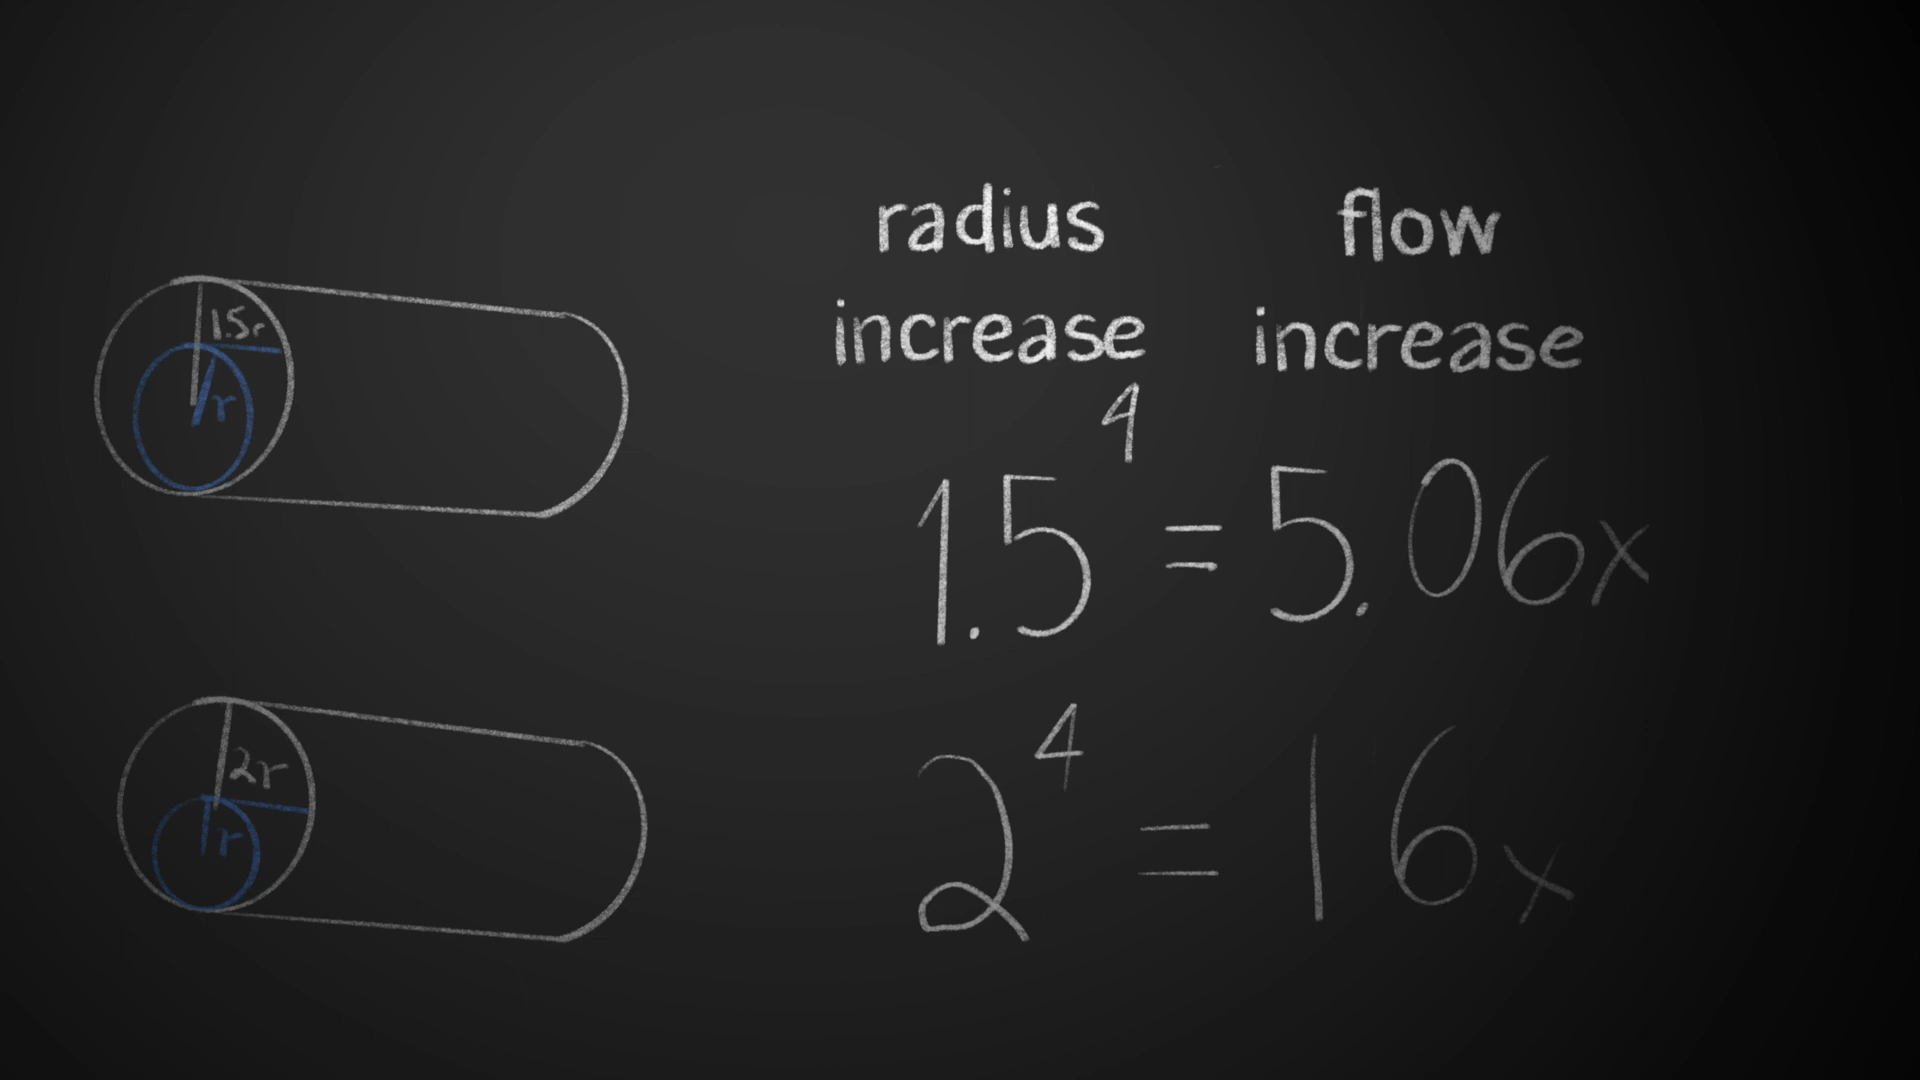 radius flow
increase increase
1.5r
r
1.5⁴ = 5.06x
2r
r
2⁴ = 16x